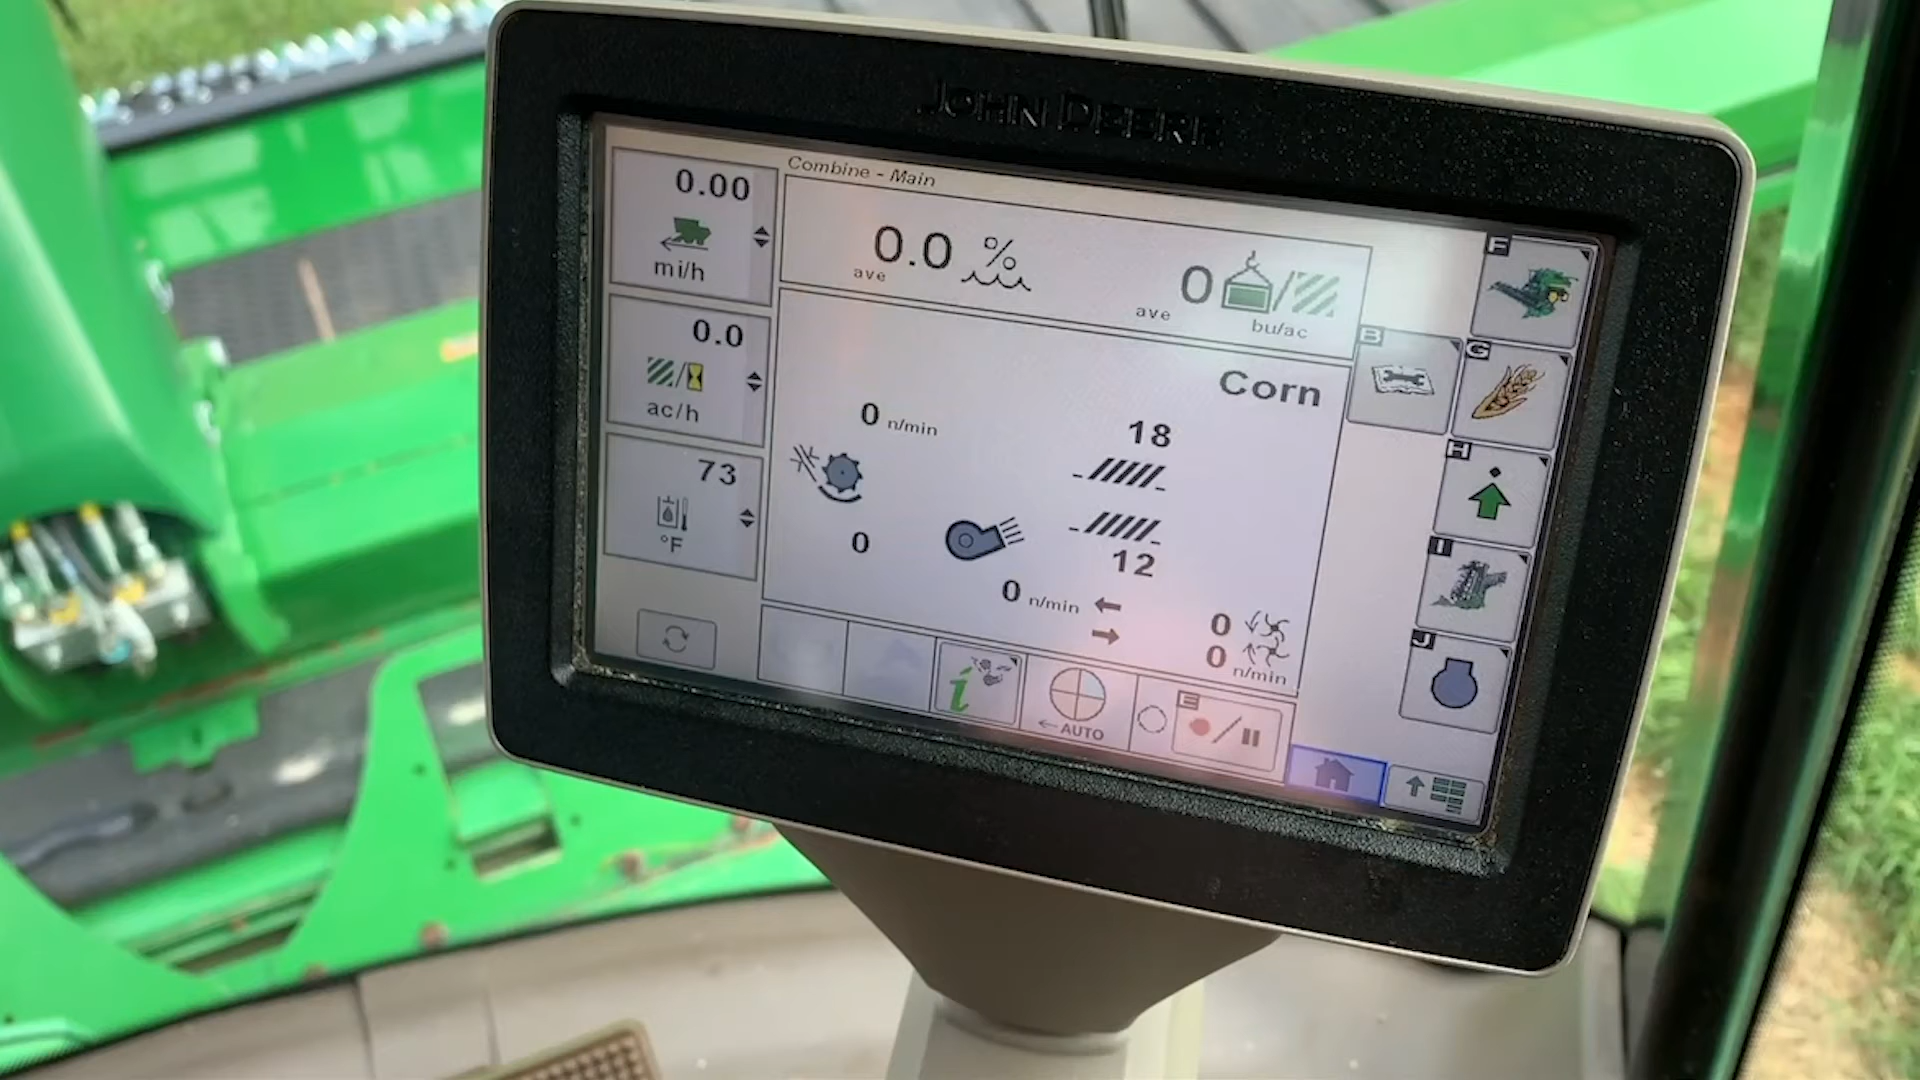 JOHN DEERE
Combine - Main
0.00
mi/h
0.0
ac/h
73
°F
0.0 %
ave
0
ave
bu/ac
Corn
0 n/min
18
12
0
0 n/min
0
0
n/min
AUTO
B
E
F
G
H
I
J